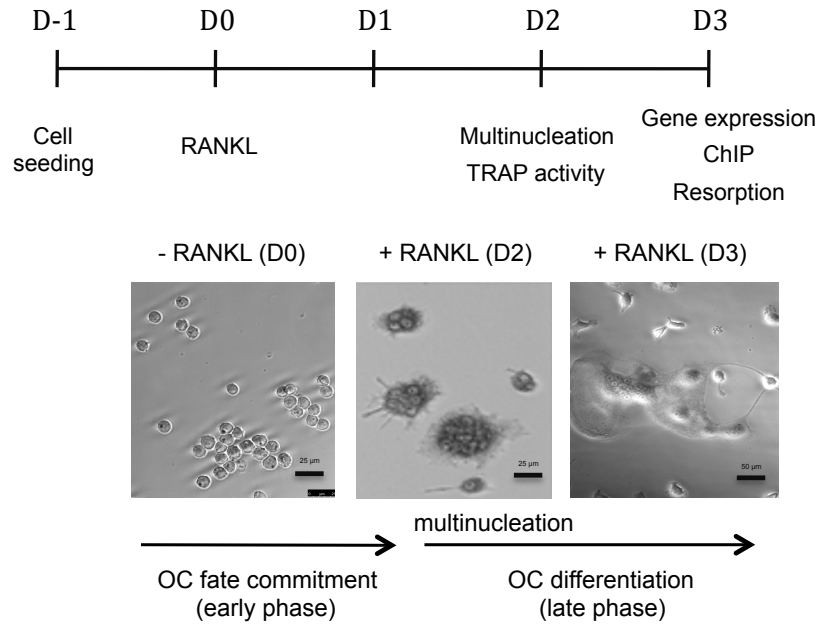 D-1 D0 D1 D2 D3
Cell
seeding
RANKL
Multinucleation
TRAP activity
Gene expression
ChIP
Resorption
- RANKL (D0) + RANKL (D2) + RANKL (D3)
25 µm
25 µm
50 µm
multinucleation
OC fate commitment
(early phase)
OC differentiation
(late phase)